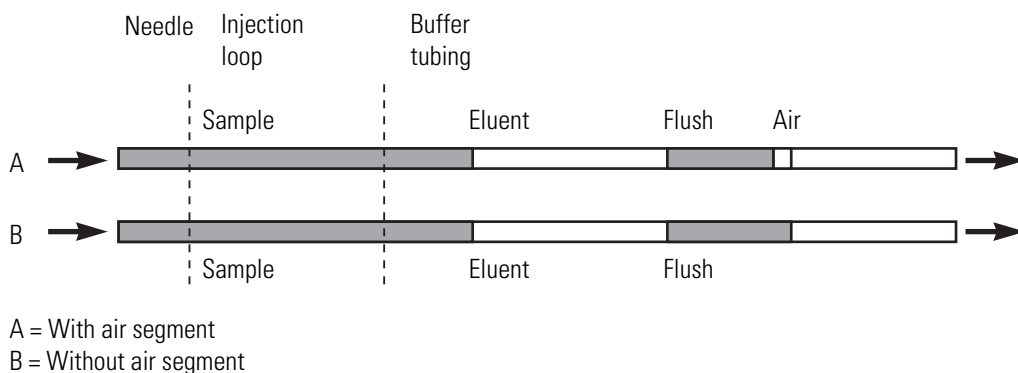 Needle Injection loop Buffer tubing
Sample Eluent Flush Air
A
B
Sample Eluent Flush
A = With air segment
B = Without air segment